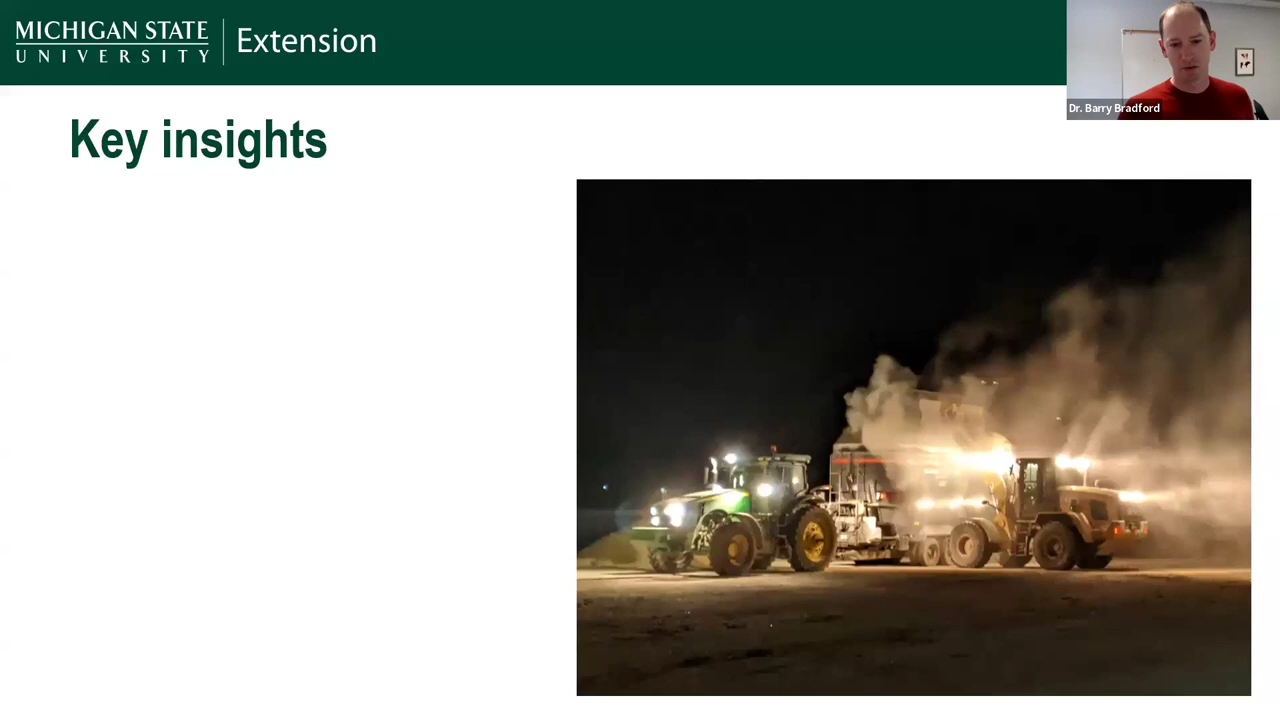 MICHIGAN STATE
UNIVERSITY
Extension
Dr. Barry Bradford
Key insights